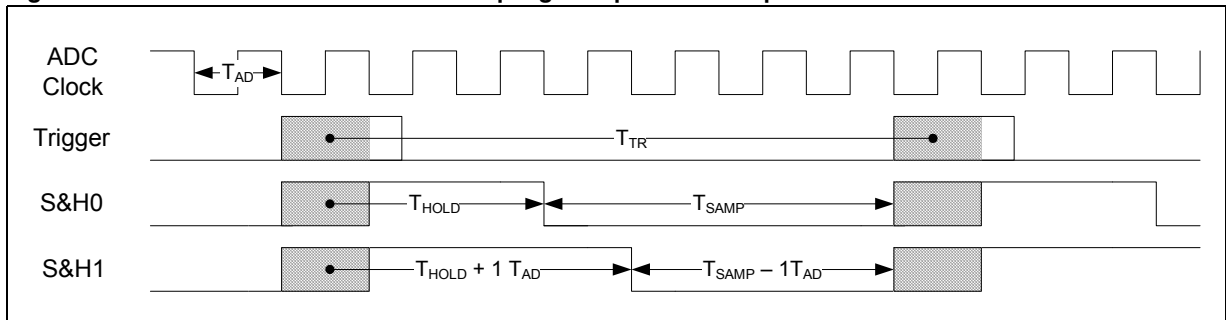 ADC
Clock
T_AD
Trigger
T_TR
S&H0
T_HOLD
T_SAMP
S&H1
T_HOLD + 1 T_AD
T_SAMP – 1T_AD